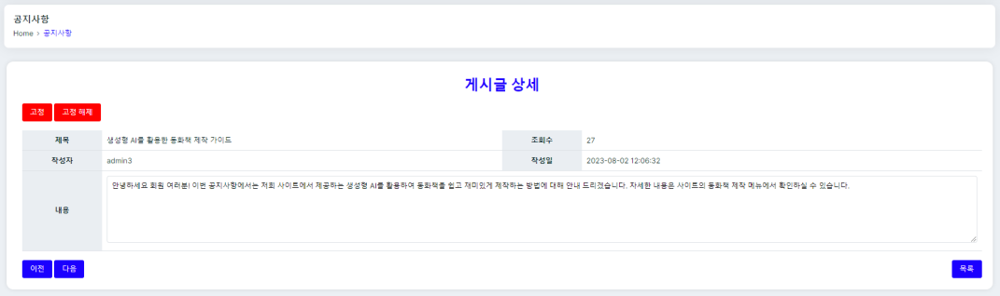 공지사항
Home › 공지사항
게시글 상세
고정 고정 해제
제목 생성형 AI를 활용한 동화책 제작 가이드 조회수 27
작성자 admin3 작성일 2023-08-02 12:06:32
내용 안녕하세요 회원 여러분! 이번 공지사항에서는 저희 사이트에서 제공하는 생성형 AI를 활용하여 동화책을 쉽고 재미있게 제작하는 방법에 대해 안내 드리겠습니다. 자세한 내용은 사이트의 동화책 제작 메뉴에서 확인하실 수 있습니다.
이전 다음 목록